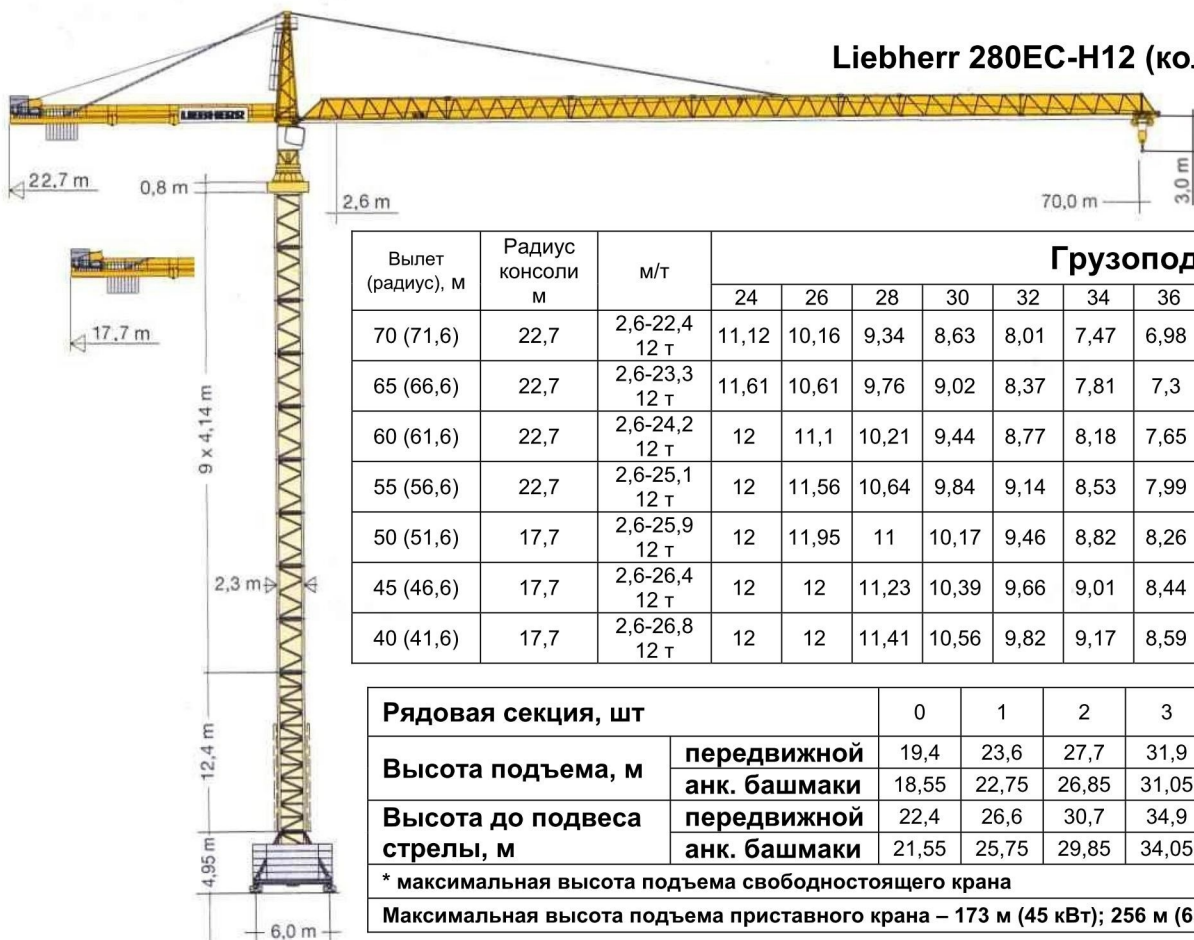 Liebherr 280EC-H12 (кол
LIEBHERR
22,7 m
0,8 m
2,6 m
70,0 m
3,0 m
17,7 m
9 x 4,14 m
2,3 m
12,4 m
4,95 m
6,0 m
Вылет (радиус), м Радиус консоли м м/т Грузопод
24 26 28 30 32 34 36
70 (71,6) 22,7 2,6-22,4 12 т 11,12 10,16 9,34 8,63 8,01 7,47 6,98
65 (66,6) 22,7 2,6-23,3 12 т 11,61 10,61 9,76 9,02 8,37 7,81 7,3
60 (61,6) 22,7 2,6-24,2 12 т 12 11,1 10,21 9,44 8,77 8,18 7,65
55 (56,6) 22,7 2,6-25,1 12 т 12 11,56 10,64 9,84 9,14 8,53 7,99
50 (51,6) 17,7 2,6-25,9 12 т 12 11,95 11 10,17 9,46 8,82 8,26
45 (46,6) 17,7 2,6-26,4 12 т 12 12 11,23 10,39 9,66 9,01 8,44
40 (41,6) 17,7 2,6-26,8 12 т 12 12 11,41 10,56 9,82 9,17 8,59
Рядовая секция, шт 0 1 2 3
Высота подъема, м передвижной 19,4 23,6 27,7 31,9
анк. башмаки 18,55 22,75 26,85 31,05
Высота до подвеса стрелы, м передвижной 22,4 26,6 30,7 34,9
анк. башмаки 21,55 25,75 29,85 34,05
* максимальная высота подъема свободностоящего крана
Максимальная высота подъема приставного крана – 173 м (45 кВт); 256 м (6